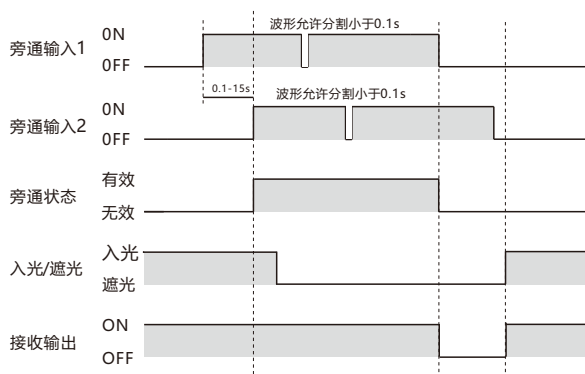 波形允许分割小于0.1s
0N
旁通输入1
0FF
0.1-15s
波形允许分割小于0.1s
0N
旁通输入2
0FF
有效
旁通状态
无效
入光
入光/遮光
遮光
ON
接收输出
OFF